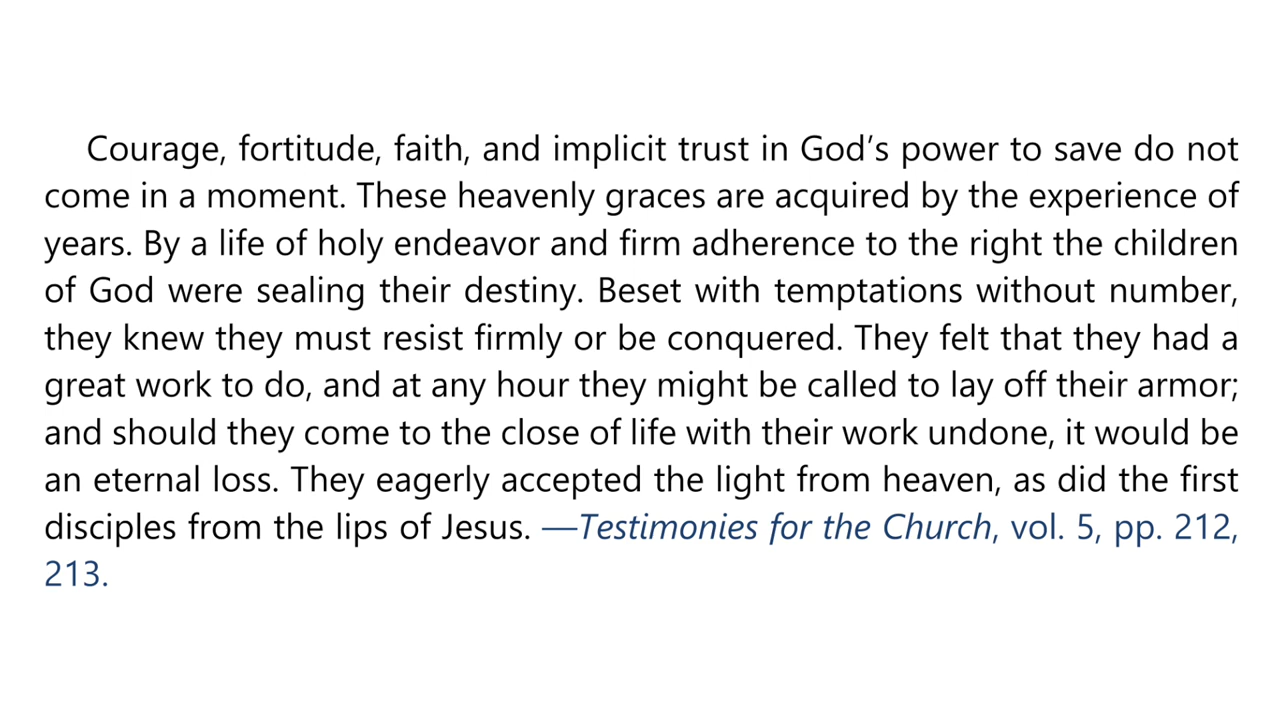 Courage, fortitude, faith, and implicit trust in God’s power to save do not
come in a moment. These heavenly graces are acquired by the experience of
years. By a life of holy endeavor and firm adherence to the right the children
of God were sealing their destiny. Beset with temptations without number,
they knew they must resist firmly or be conquered. They felt that they had a
great work to do, and at any hour they might be called to lay off their armor;
and should they come to the close of life with their work undone, it would be
an eternal loss. They eagerly accepted the light from heaven, as did the first
disciples from the lips of Jesus. —Testimonies for the Church, vol. 5, pp. 212,
213.